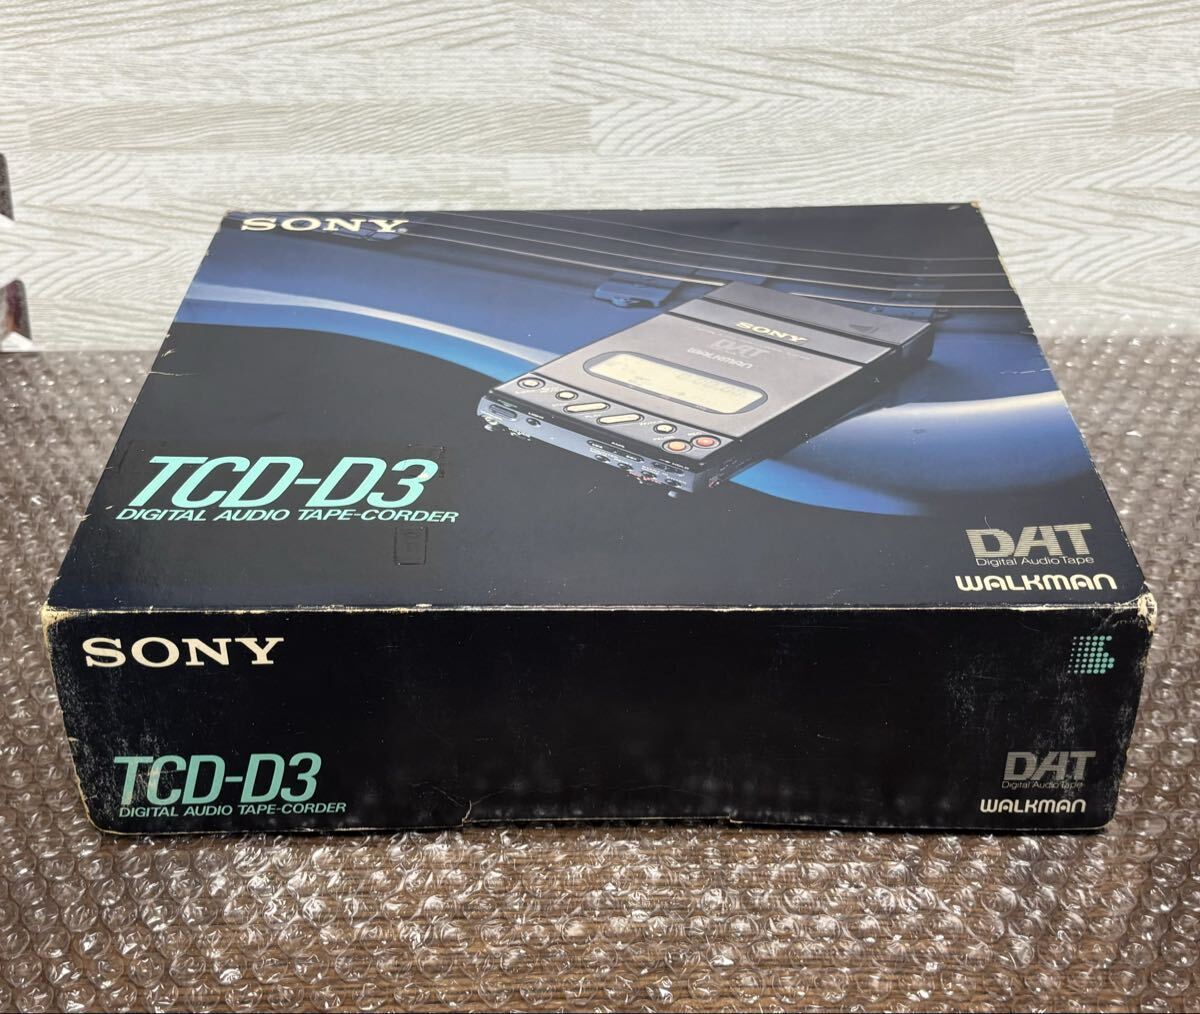 SONY
SONY
DAT
WALKMAN
TCD-D3
DIGITAL AUDIO TAPE-CORDER
DAT
Digital Audio Tape
WALKMAN
SONY
TCD-D3
DIGITAL AUDIO TAPE-CORDER
DAT
Digital Audio Tape
WALKMAN